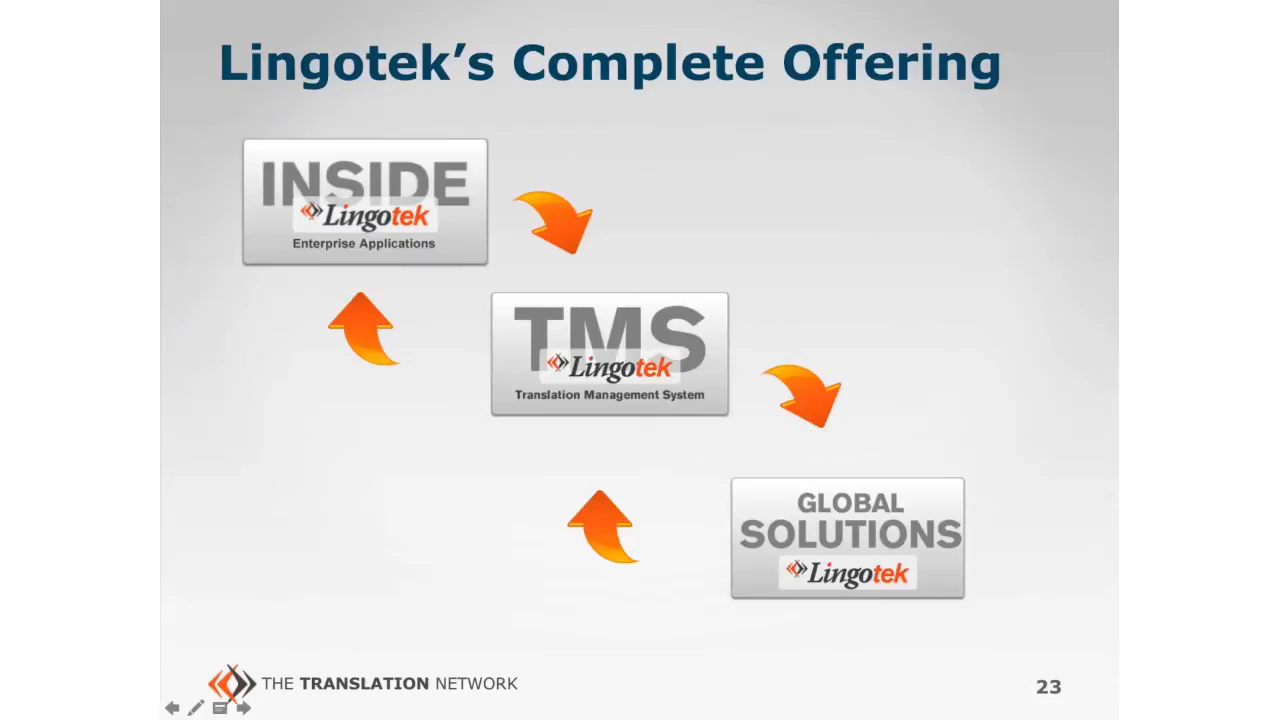 Lingotek’s Complete Offering
INSIDE
Lingotek
Enterprise Applications
TMS
Lingotek
Translation Management System
GLOBAL
SOLUTIONS
Lingotek
THE TRANSLATION NETWORK
23